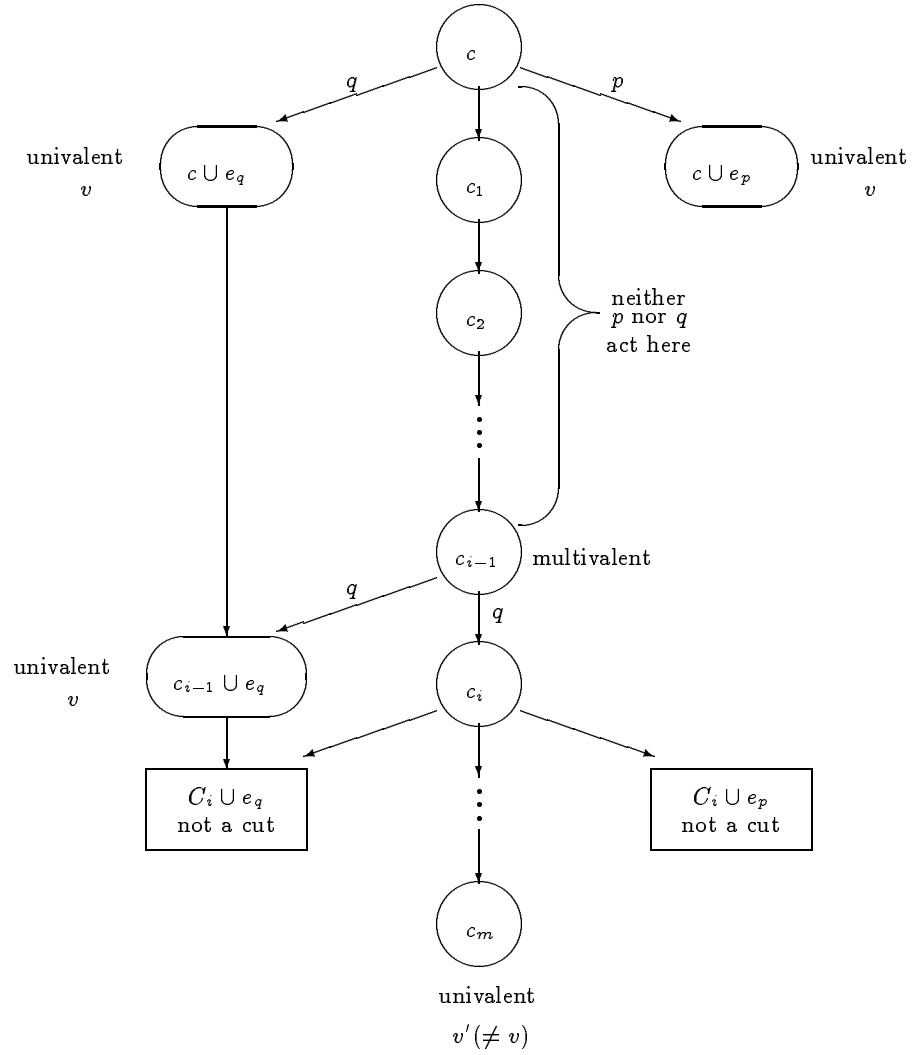 c
q
p
univalent
v
c ∪ e_q
c ∪ e_p
univalent
v
c_1
c_2
neither
p nor q
act here
c_{i−1}
multivalent
q
q
univalent
v
c_{i−1} ∪ e_q
c_i
C_i ∪ e_q
not a cut
C_i ∪ e_p
not a cut
c_m
univalent
v′(≠ v)